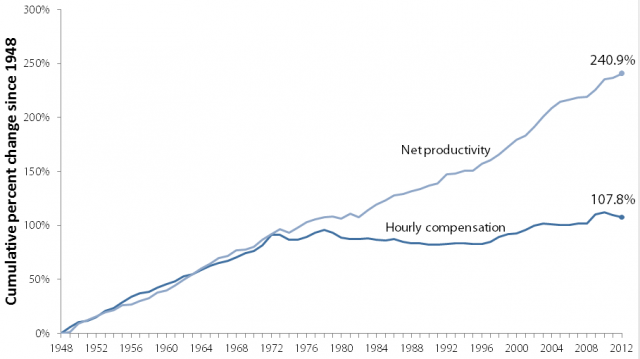 Cumulative percent change since 1948
300%
250%
200%
150%
100%
50%
0%
240.9%
Net productivity
107.8%
Hourly compensation
1948 1952 1956 1960 1964 1968 1972 1976 1980 1984 1988 1992 1996 2000 2004 2008 2012